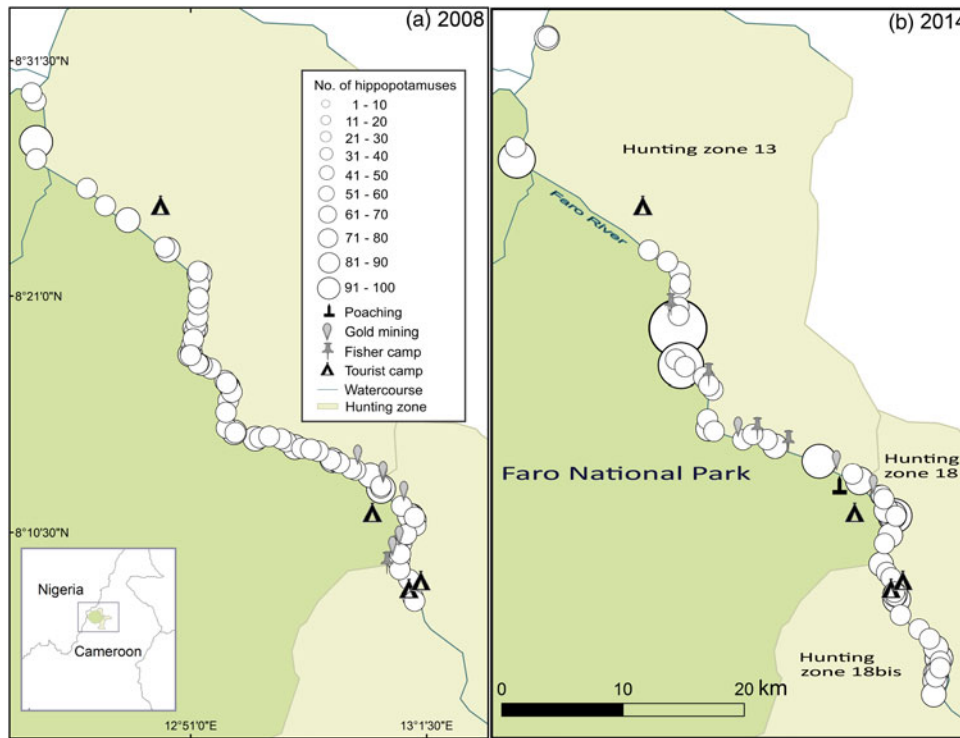 (a) 2008
8°31'30"N
8°21'0"N
8°10'30"N
12°51'0"E
13°1'30"E
No. of hippopotamuses
1 - 10
11 - 20
21 - 30
31 - 40
41 - 50
51 - 60
61 - 70
71 - 80
81 - 90
91 - 100
Poaching
Gold mining
Fisher camp
Tourist camp
Watercourse
Hunting zone
Nigeria
Cameroon
(b) 2014
Hunting zone 13
Faro River
Faro National Park
Hunting
zone 18
Hunting
zone 18bis
0 10 20 km